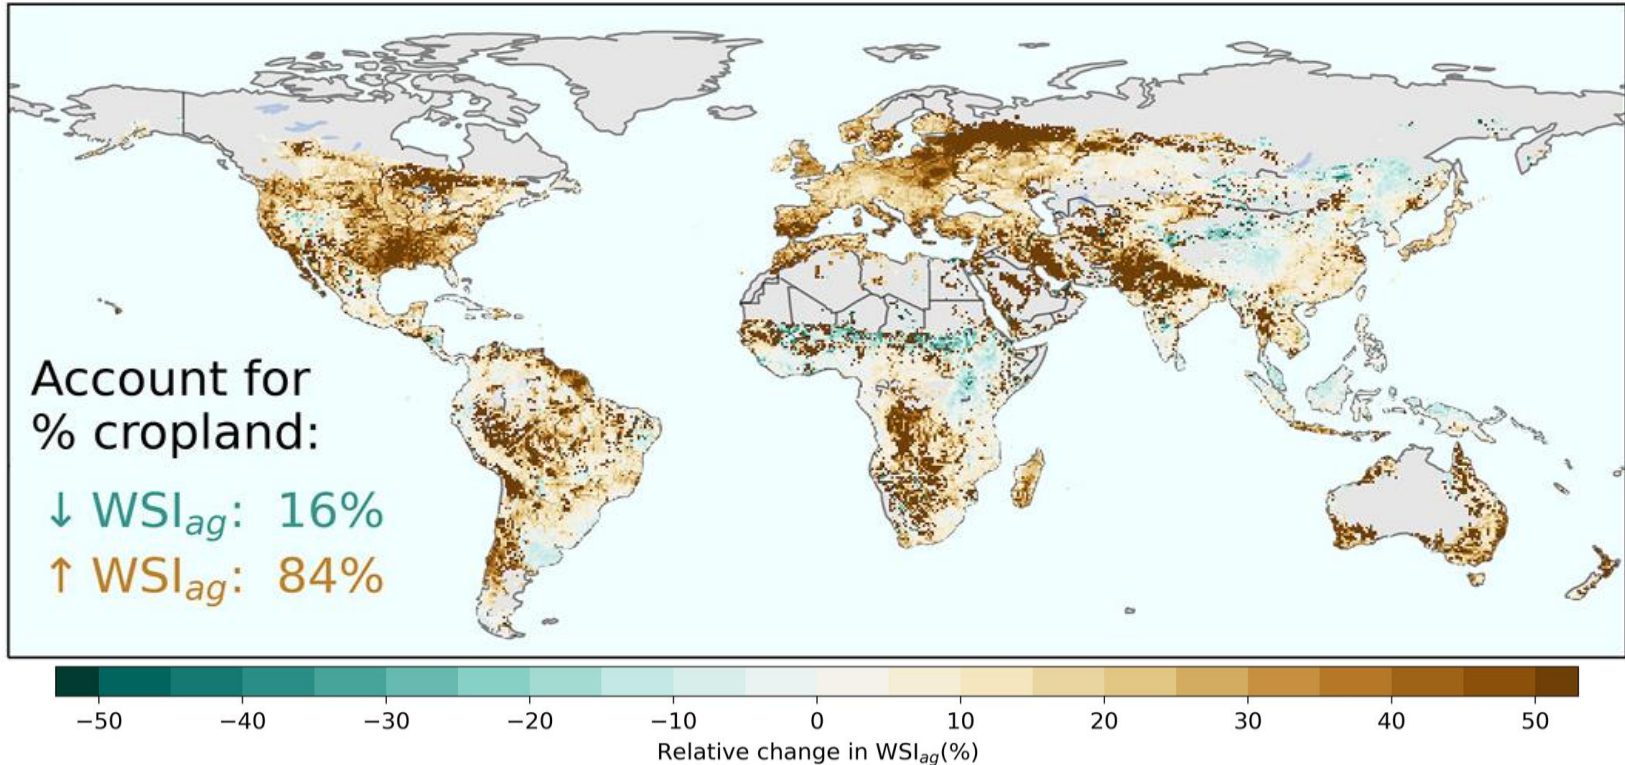 Account for
% cropland:
↓ WSIag: 16%
↑ WSIag: 84%
−50 −40 −30 −20 −10 0 10 20 30 40 50
Relative change in WSIag(%)